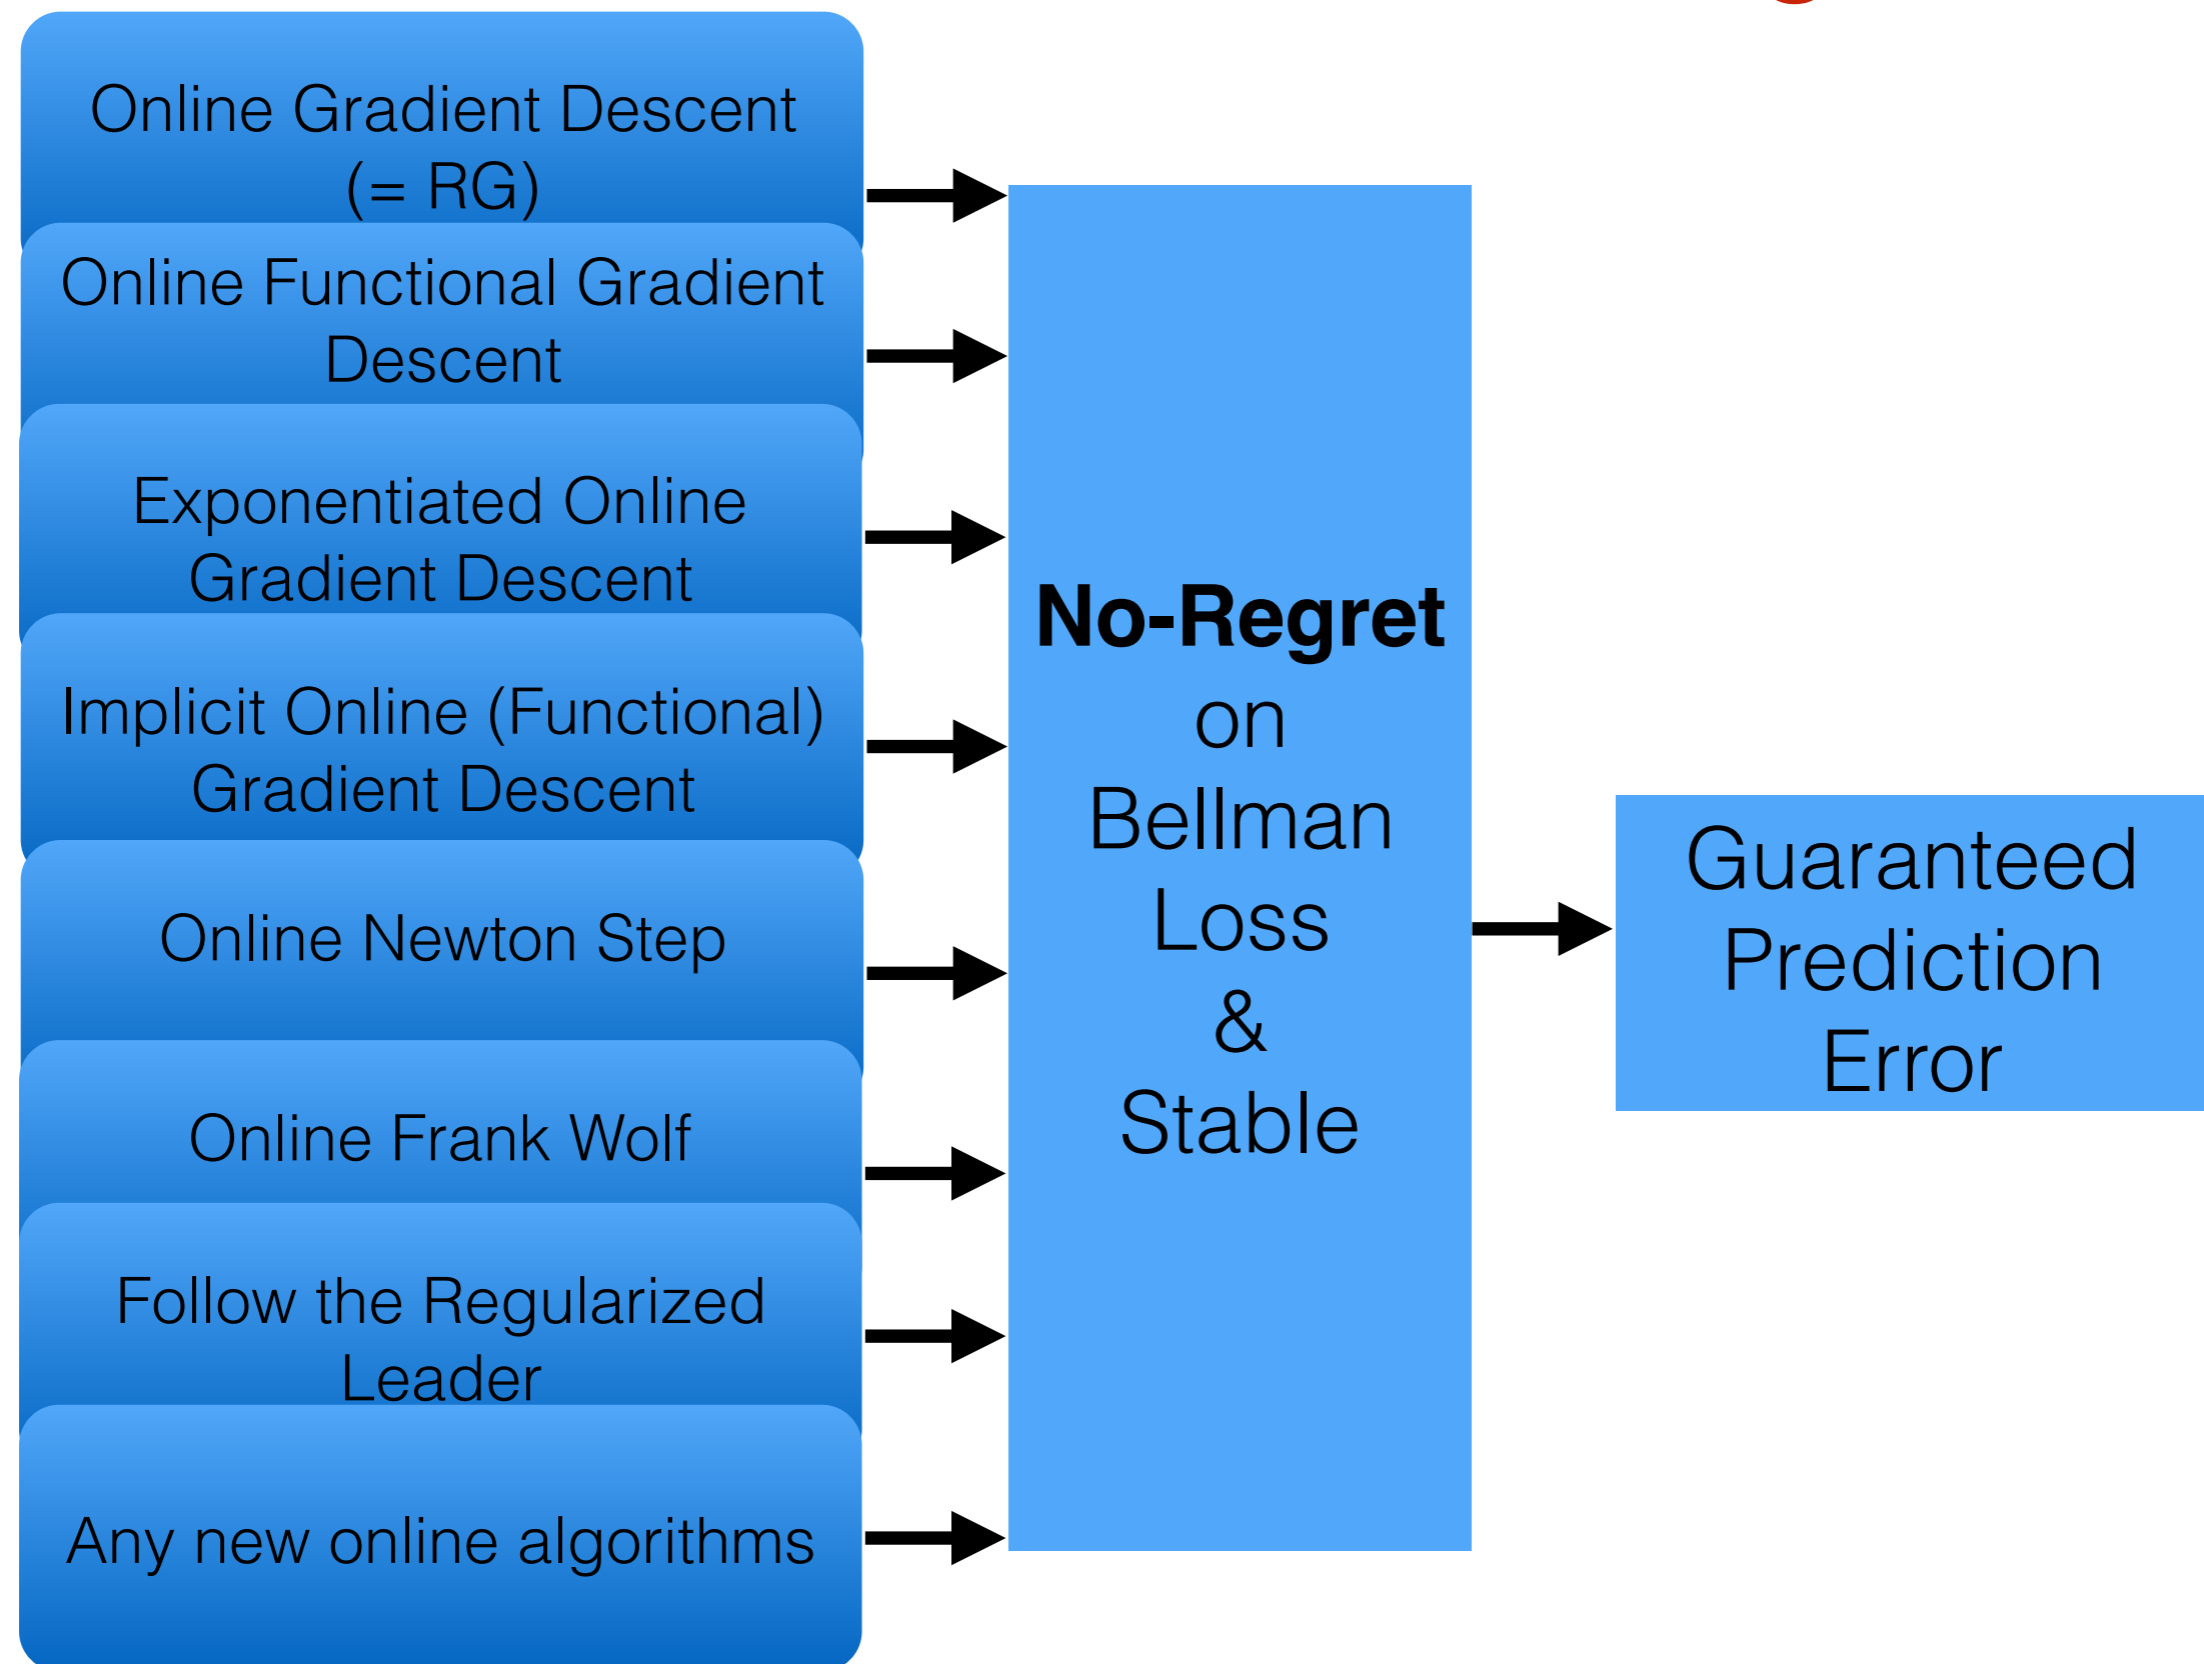 Online Gradient Descent
(= RG)
Online Functional Gradient
Descent
Exponentiated Online
Gradient Descent
Implicit Online (Functional)
Gradient Descent
Online Newton Step
Online Frank Wolf
Follow the Regularized
Leader
Any new online algorithms
No-Regret
on
Bellman
Loss
&
Stable
Guaranteed
Prediction
Error